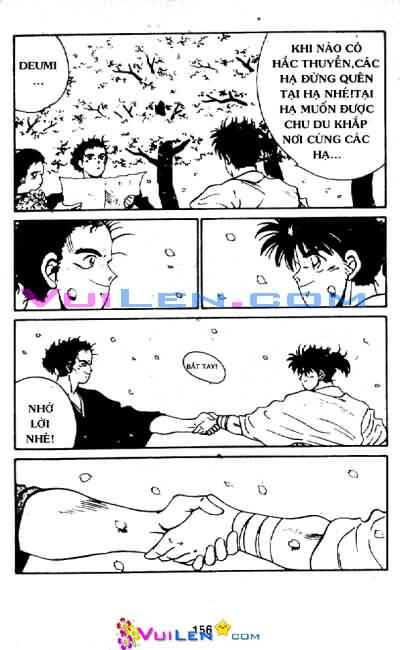 DEUMI
...
KHI NÀO CÓ
HẮC THUYỀN,CÁC
HẠ ĐỪNG QUÊN
TẠI HẠ NHÉ!TẠI
HẠ MUỐN ĐƯỢC
CHU DU KHẮP
NƠI CÙNG CÁC
HẠ...
VUILEN.COM
BẮT TAY!
NHỚ
LỜI
NHÉ!
156
VUILEN.COM